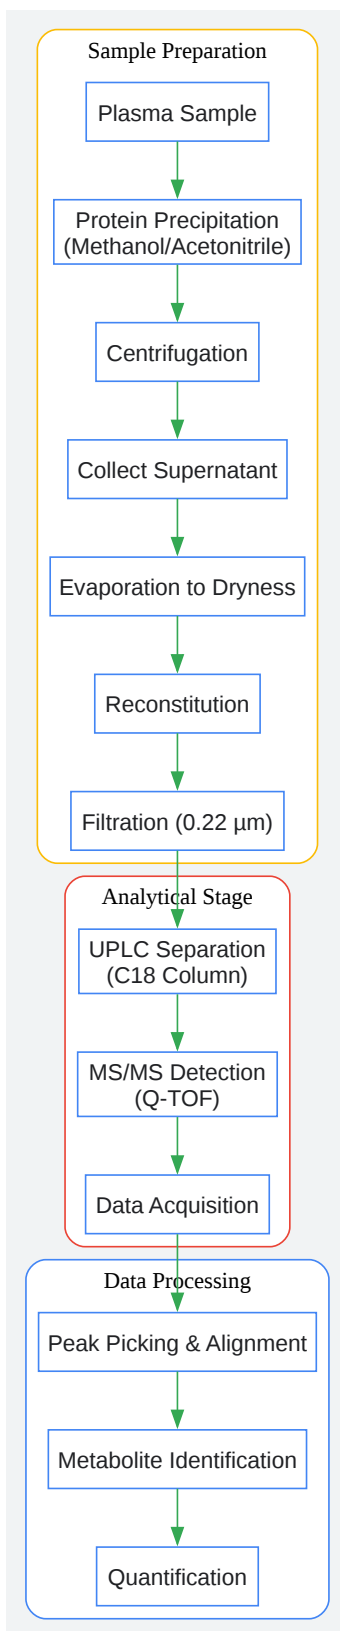 Sample Preparation
Plasma Sample
Protein Precipitation
(Methanol/Acetonitrile)
Centrifugation
Collect Supernatant
Evaporation to Dryness
Reconstitution
Filtration (0.22 µm)
Analytical Stage
UPLC Separation
(C18 Column)
MS/MS Detection
(Q-TOF)
Data Acquisition
Data Processing
Peak Picking & Alignment
Metabolite Identification
Quantification